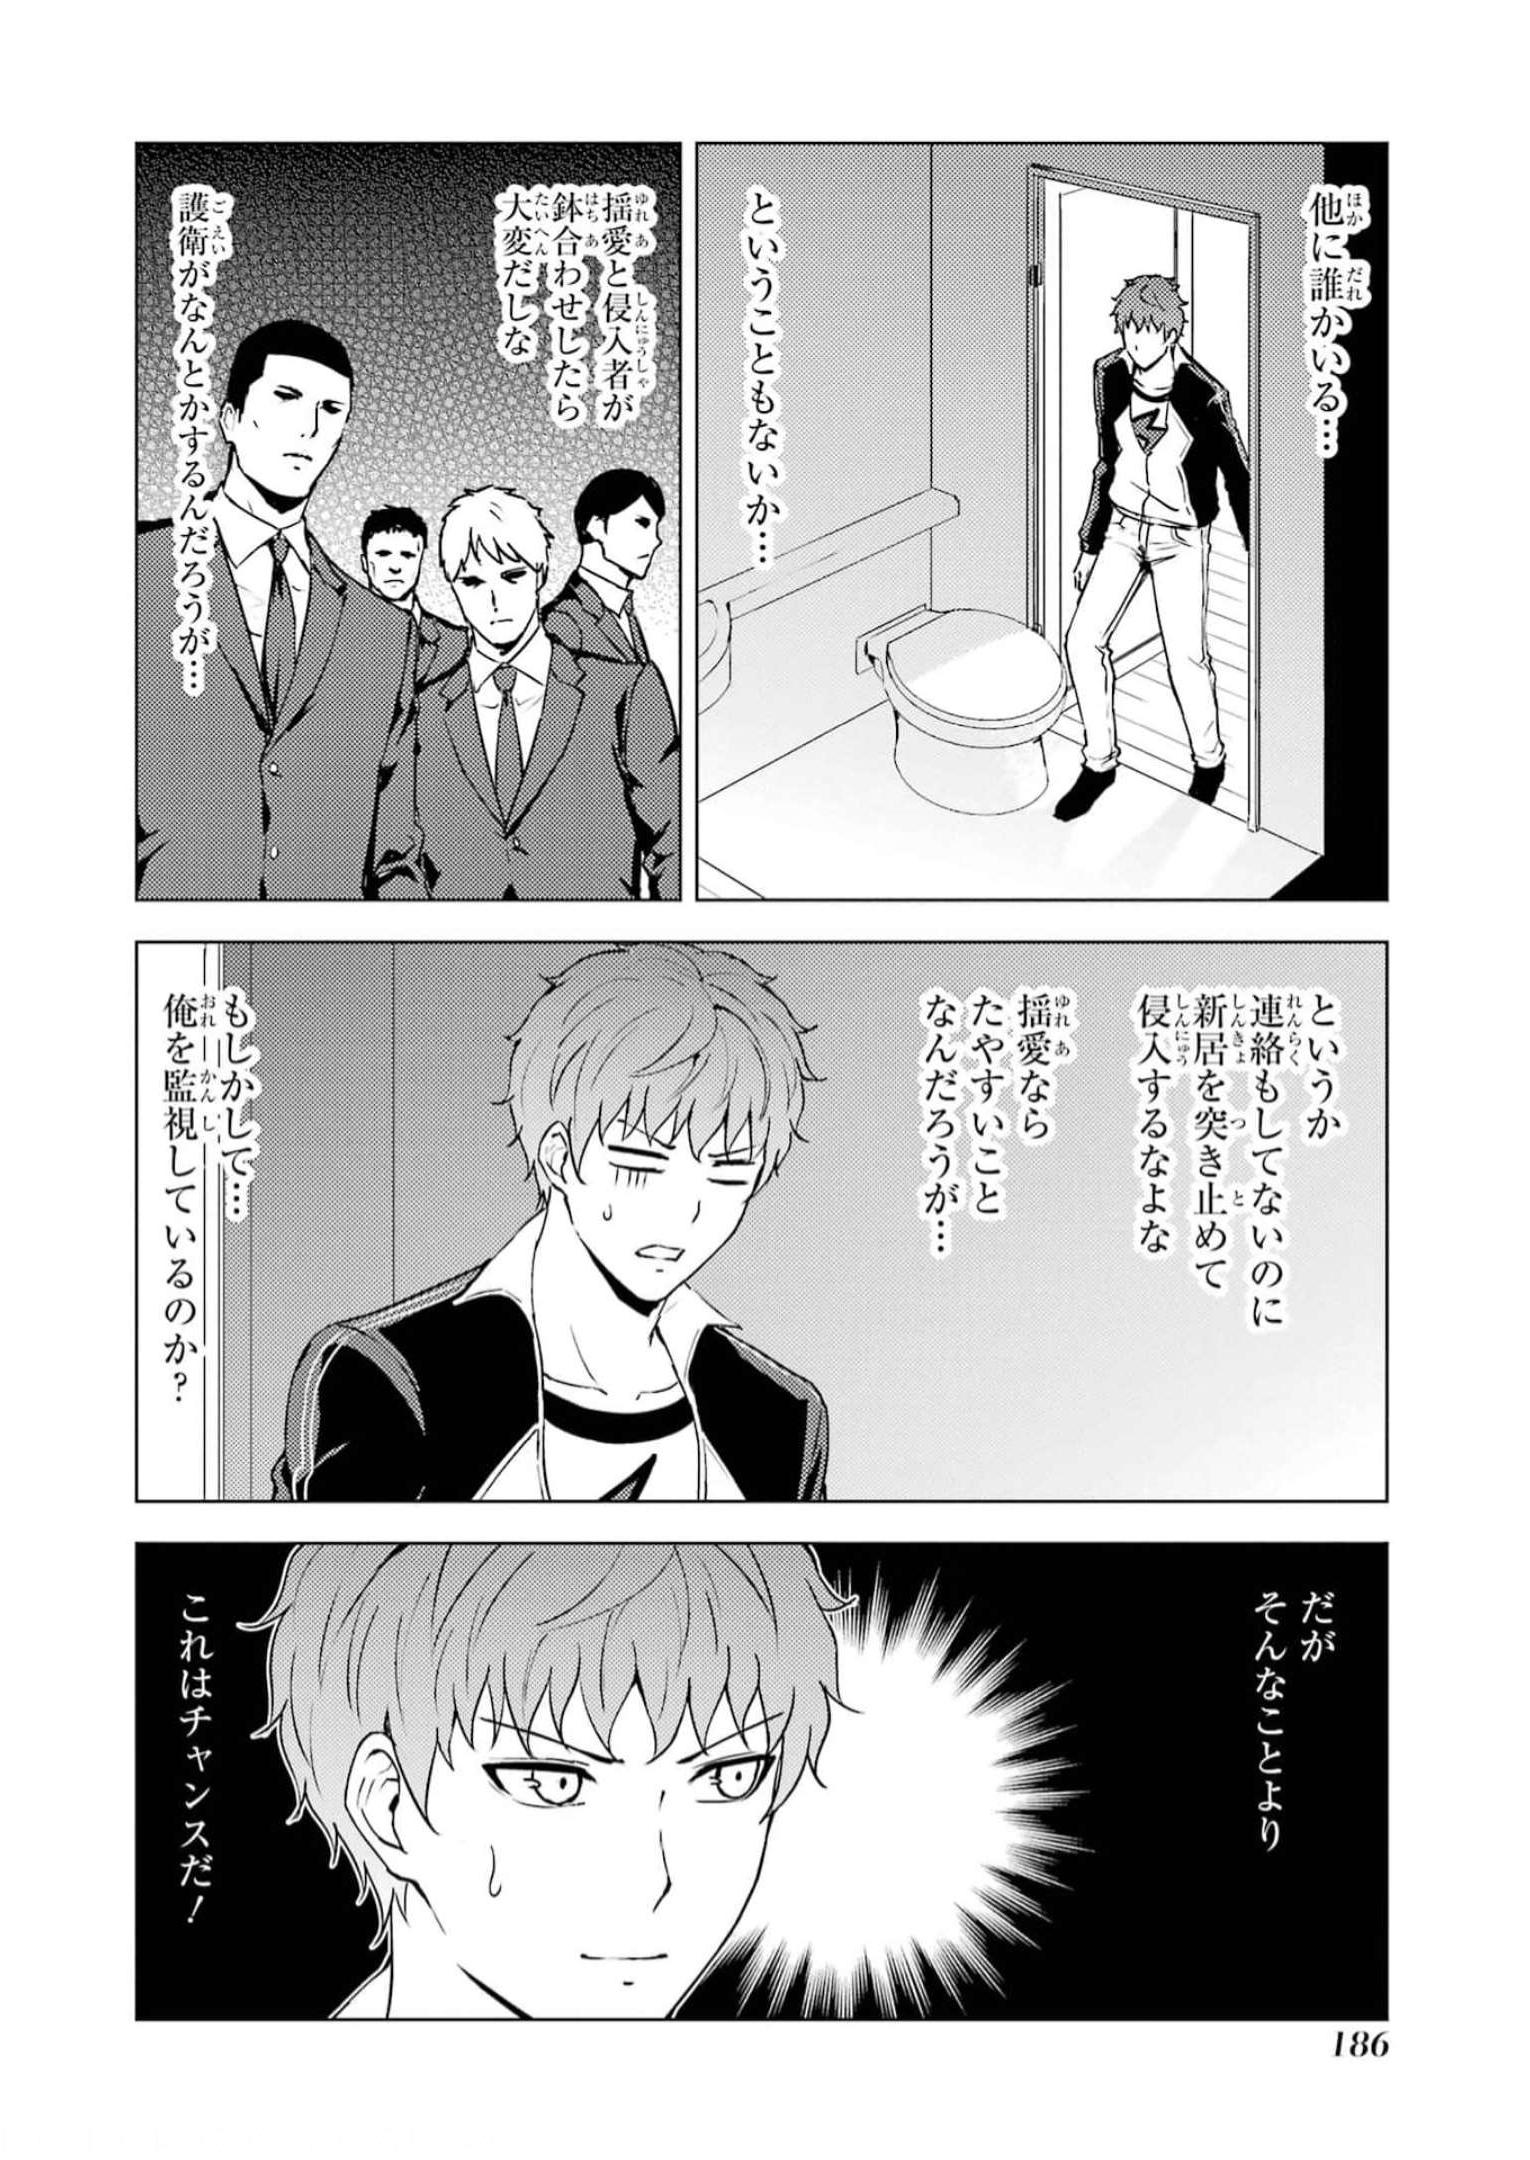 他に誰かいる…
ということもないか…
揺愛と侵入者が
鉢合わせしたら
大変だしな
護衛がなんとかするんだろうが…
というか
連絡もしてないのに
新居を突き止めて
侵入するなよな
揺愛なら
たやすいこと
なんだろうが…
もしかして…
俺を監視しているのか?
だが
そんなことより
これはチャンスだ!
186